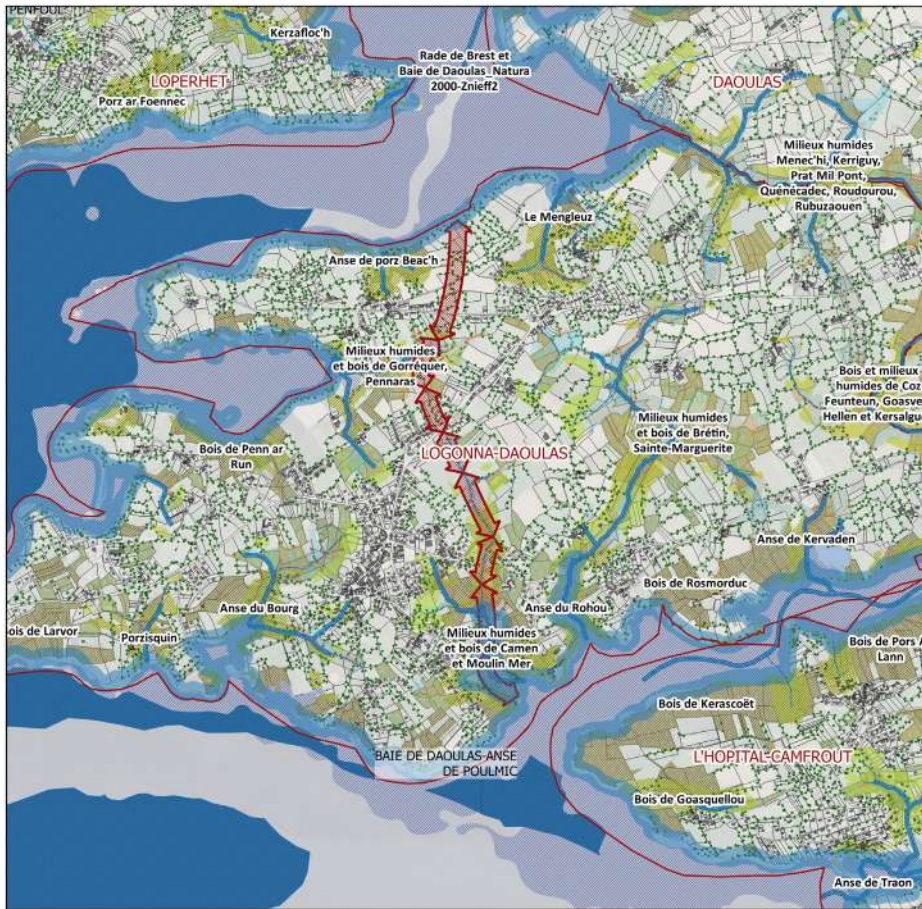 PENFOUL
Kerzafloc'h
Rade de Brest et
Baie de Daoulas_Natura
2000-Znieff2
LOPERHET
DAOULAS
Porz ar Foennec
Milieux humides
Menec'hi, Kerriguy,
Prat Mil Pont,
Quénécadec, Roudourou,
Rubuzaouen
Le Mengleuz
Anse de porz Beac'h
Milieux humides
et bois de Gorréquer,
Pennaras
Bois et milieux
humides de Coz
Feunteun, Goasve
Hellen et Kersalgue
Milieux humides
et bois de Brétin,
Sainte-Marguerite
Bois de Penn ar
Run
LOGONNA-DAOULAS
Anse de Kervaden
Bois de Rosmorduc
Anse du Bourg
Anse du Rohou
Bois de Larvor
Porzisquin
Milieux humides
et bois de Camen
et Moulin Mer
Bois de Pors A
Lann
Bois de Kerascoët
BAIE DE DAOULAS-ANSE
DE POULMIC
L'HOPITAL-CAMFROUT
Bois de Goasquellou
Anse de Traon